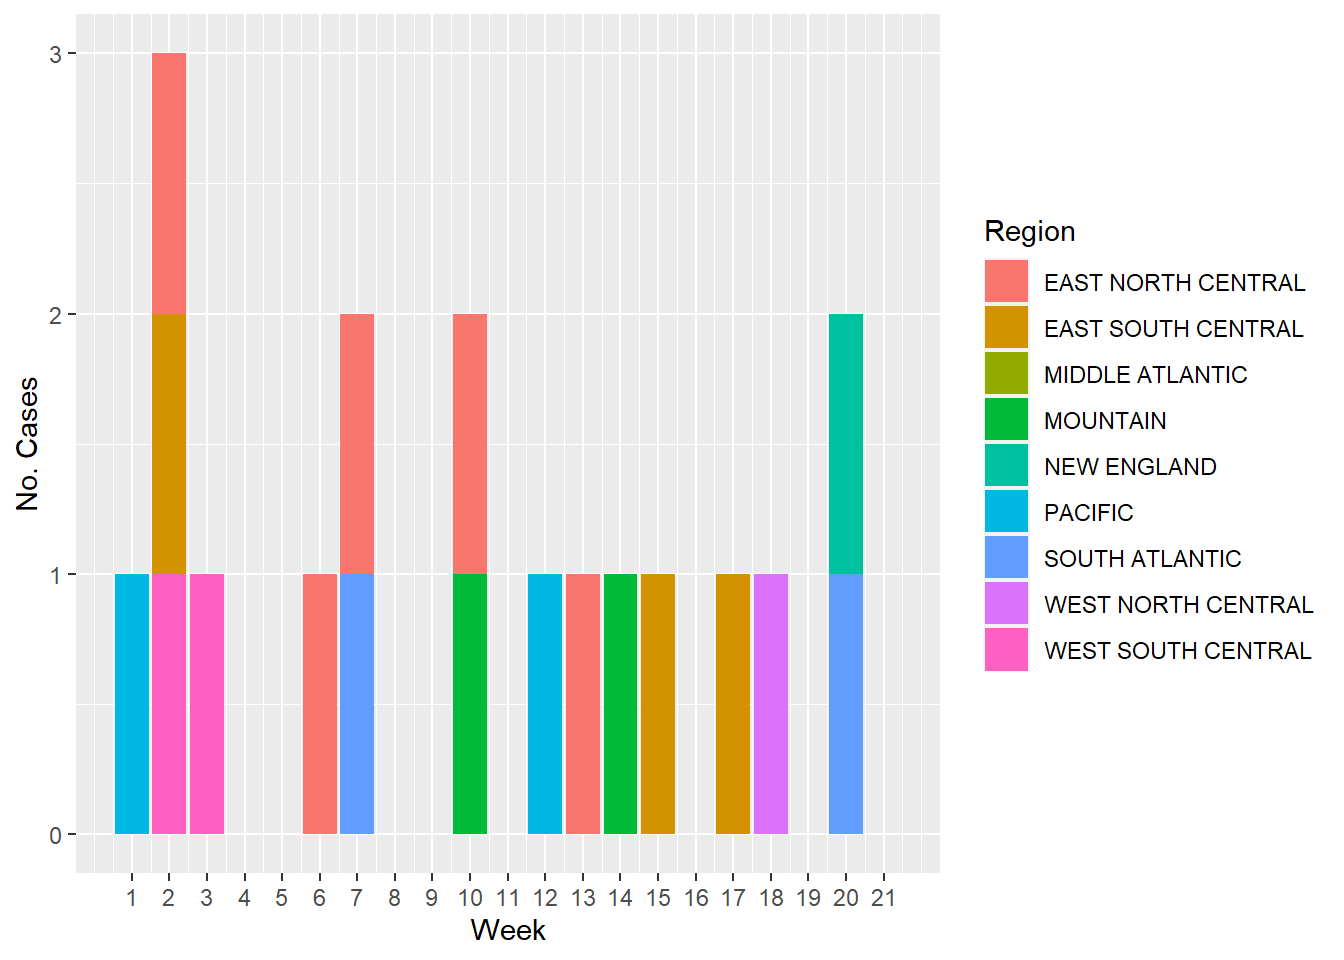 3
2
1
0
No. Cases
1 2 3 4 5 6 7 8 9 10 11 12 13 14 15 16 17 18 19 20 21
Week
Region
EAST NORTH CENTRAL
EAST SOUTH CENTRAL
MIDDLE ATLANTIC
MOUNTAIN
NEW ENGLAND
PACIFIC
SOUTH ATLANTIC
WEST NORTH CENTRAL
WEST SOUTH CENTRAL